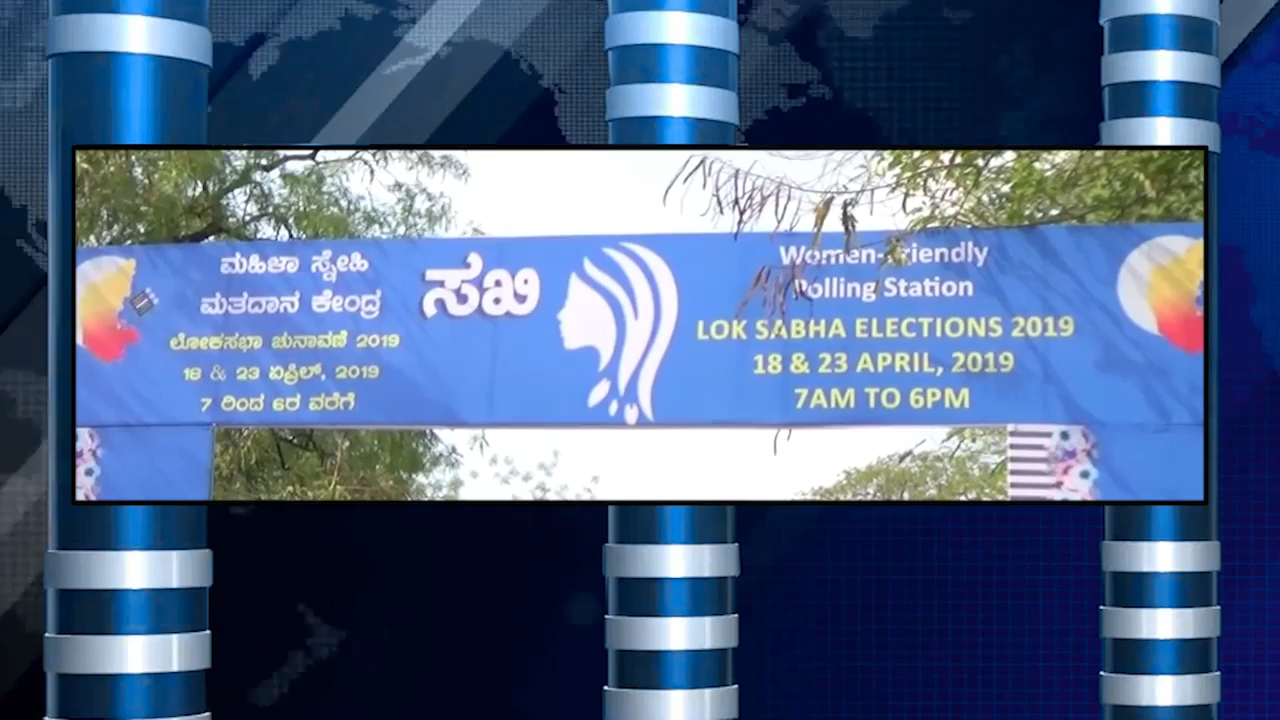 ಮಹಿಳಾ ಸ್ನೇಹಿ
ಮತದಾನ ಕೇಂದ್ರ
ಲೋಕಸಭಾ ಚುನಾವಣೆ 2019
18 & 23 ಏಪ್ರಿಲ್, 2019
7 ರಿಂದ 6ರ ವರೆಗೆ
ಸಖಿ
Women-Friendly
Polling Station
LOK SABHA ELECTIONS 2019
18 & 23 APRIL, 2019
7AM TO 6PM